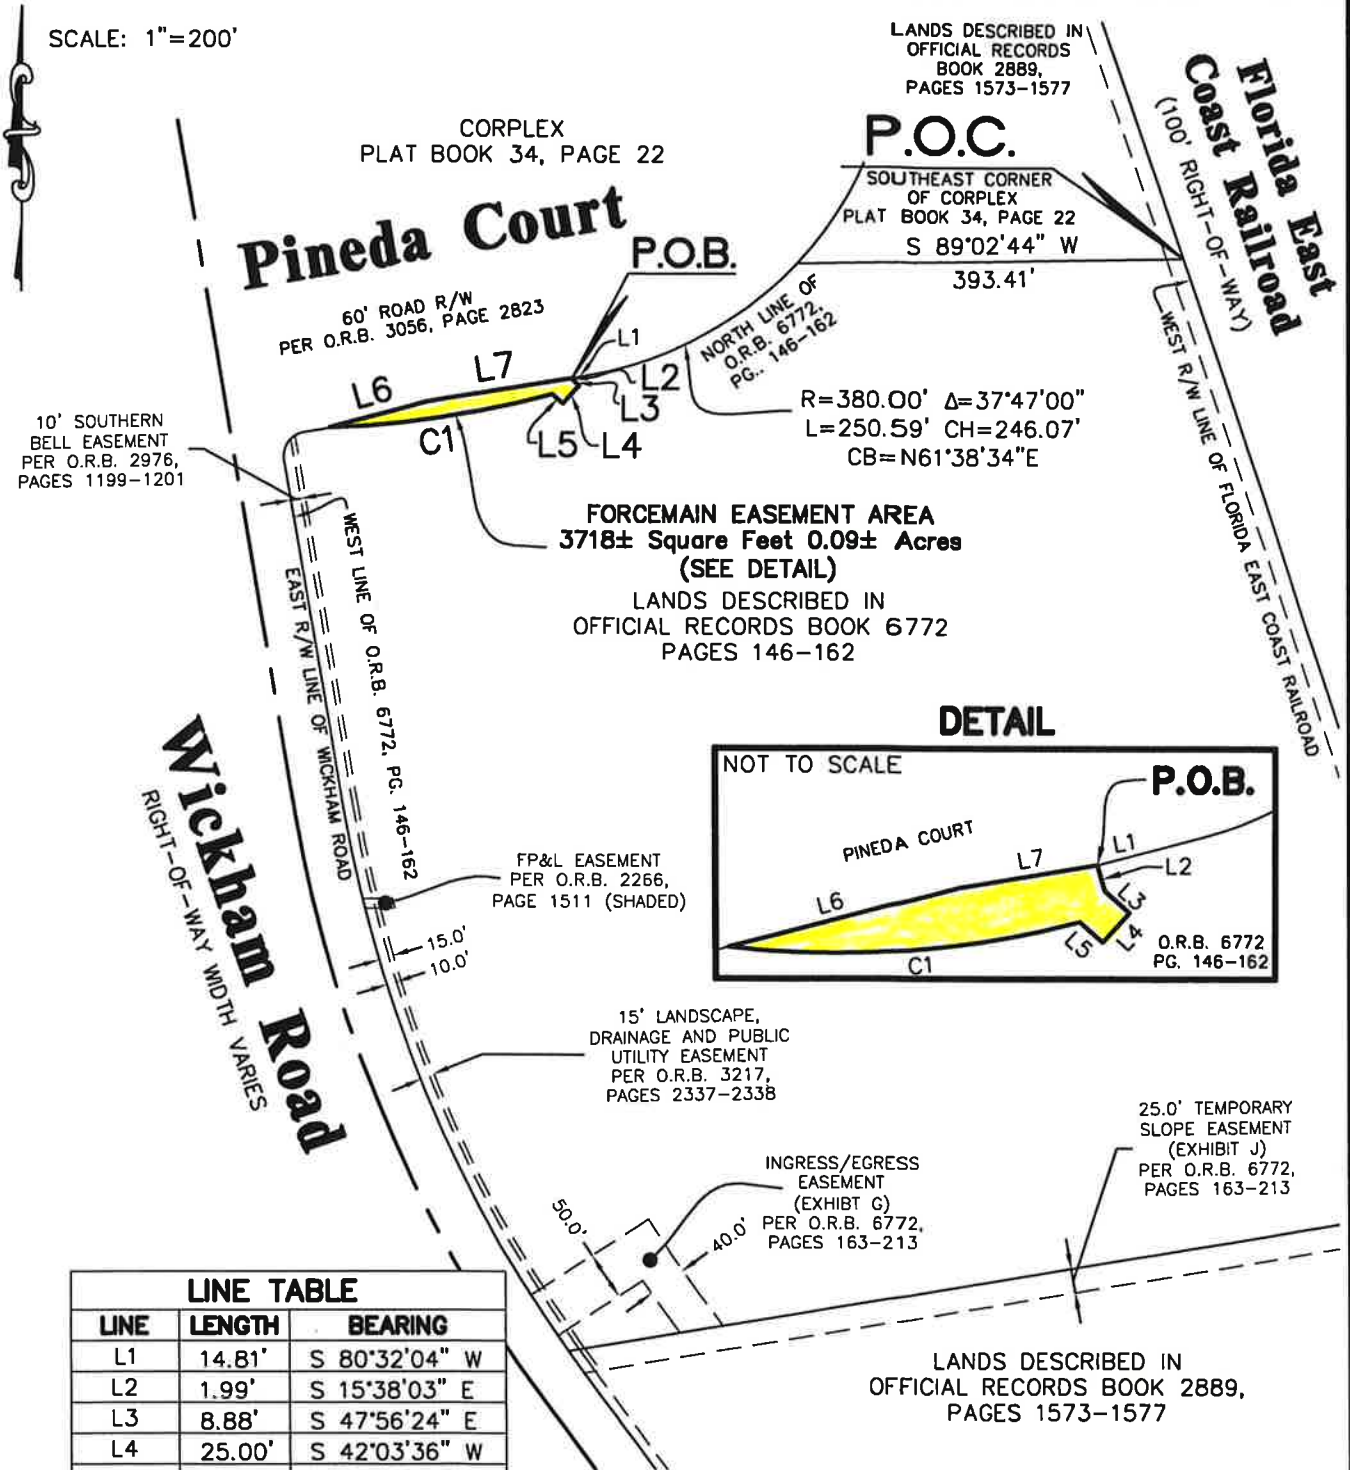 SCALE: 1"=200'
LANDS DESCRIBED IN
OFFICIAL RECORDS
BOOK 2889,
PAGES 1573-1577
Florida East
Coast Railroad
(100' RIGHT-OF-WAY)
CORPLEX
PLAT BOOK 34, PAGE 22
P.O.C.
SOUTHEAST CORNER
OF CORPLEX
PLAT BOOK 34, PAGE 22
S 89°02'44" W
393.41'
Pineda Court
P.O.B.
60' ROAD R/W
PER O.R.B. 3056, PAGE 2823
NORTH LINE OF
O.R.B. 6772,
PG.. 146-162
WEST R/W LINE OF FLORIDA EAST COAST RAILROAD
L1
L7
L2
L6
L3
L5
L4
C1
R=380.00' Δ=37°47'00"
L=250.59' CH=246.07'
CB=N61°38'34"E
10' SOUTHERN
BELL EASEMENT
PER O.R.B. 2976,
PAGES 1199-1201
FORCEMAIN EASEMENT AREA
3718± Square Feet 0.09± Acres
(SEE DETAIL)
LANDS DESCRIBED IN
OFFICIAL RECORDS BOOK 6772
PAGES 146-162
WEST LINE OF O.R.B. 6772, PG. 146-162
EAST R/W LINE OF WICKHAM ROAD
Wickham Road
RIGHT-OF-WAY WIDTH VARIES
DETAIL
NOT TO SCALE
P.O.B.
PINEDA COURT
L1
L7
L2
L6
L3
L4
L5
C1
O.R.B. 6772
PG. 146-162
FP&L EASEMENT
PER O.R.B. 2266,
PAGE 1511 (SHADED)
15.0'
10.0'
15' LANDSCAPE,
DRAINAGE AND PUBLIC
UTILITY EASEMENT
PER O.R.B. 3217,
PAGES 2337-2338
25.0' TEMPORARY
SLOPE EASEMENT
(EXHIBIT J)
PER O.R.B. 6772,
PAGES 163-213
INGRESS/EGRESS
EASEMENT
(EXHIBT G)
PER O.R.B. 6772,
PAGES 163-213
50.0'
40.0'
LANDS DESCRIBED IN
OFFICIAL RECORDS BOOK 2889,
PAGES 1573-1577
LINE TABLE
LINE LENGTH BEARING
L1 14.81' S 80°32'04" W
L2 1.99' S 15°38'03" E
L3 8.88' S 47°56'24" E
L4 25.00' S 42°03'36" W